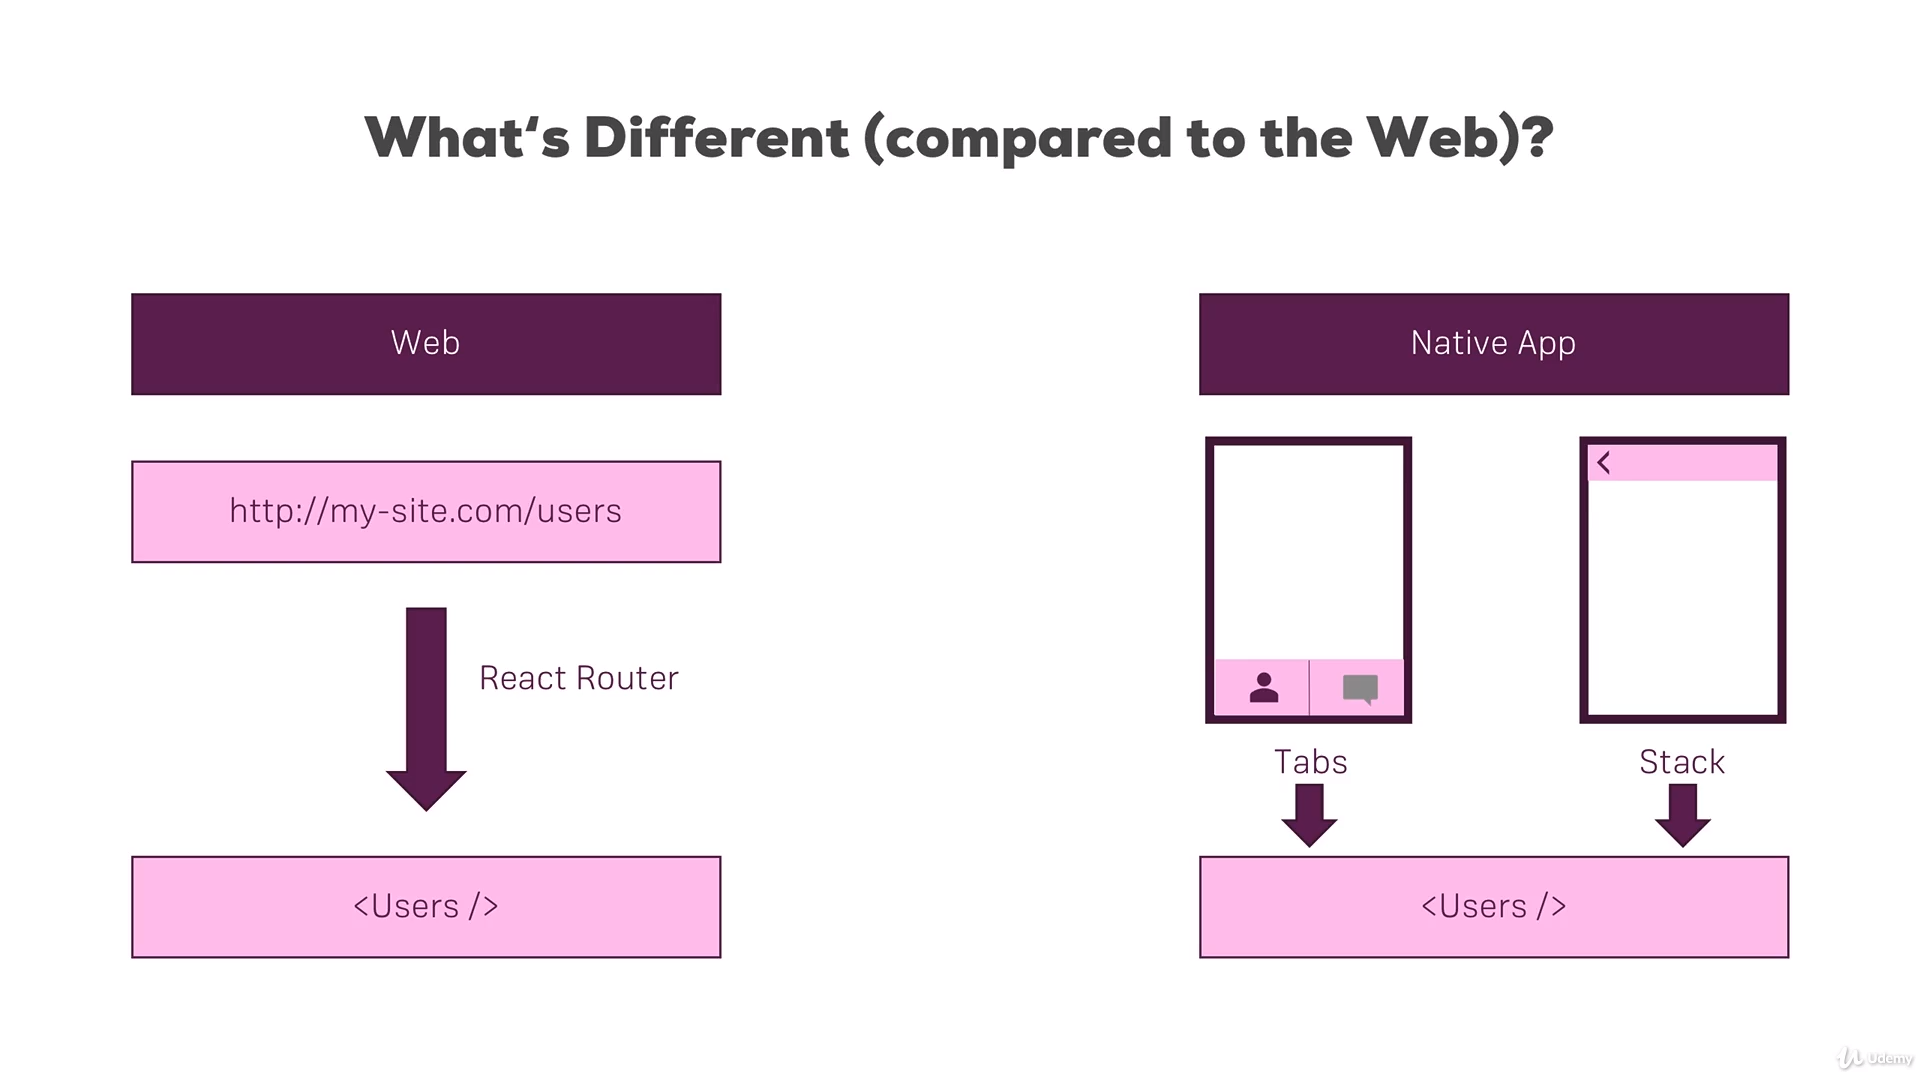 What‘s Different (compared to the Web)?
Web
http://my-site.com/users
React Router
<Users />
Native App
Tabs
Stack
<Users />
Udemy